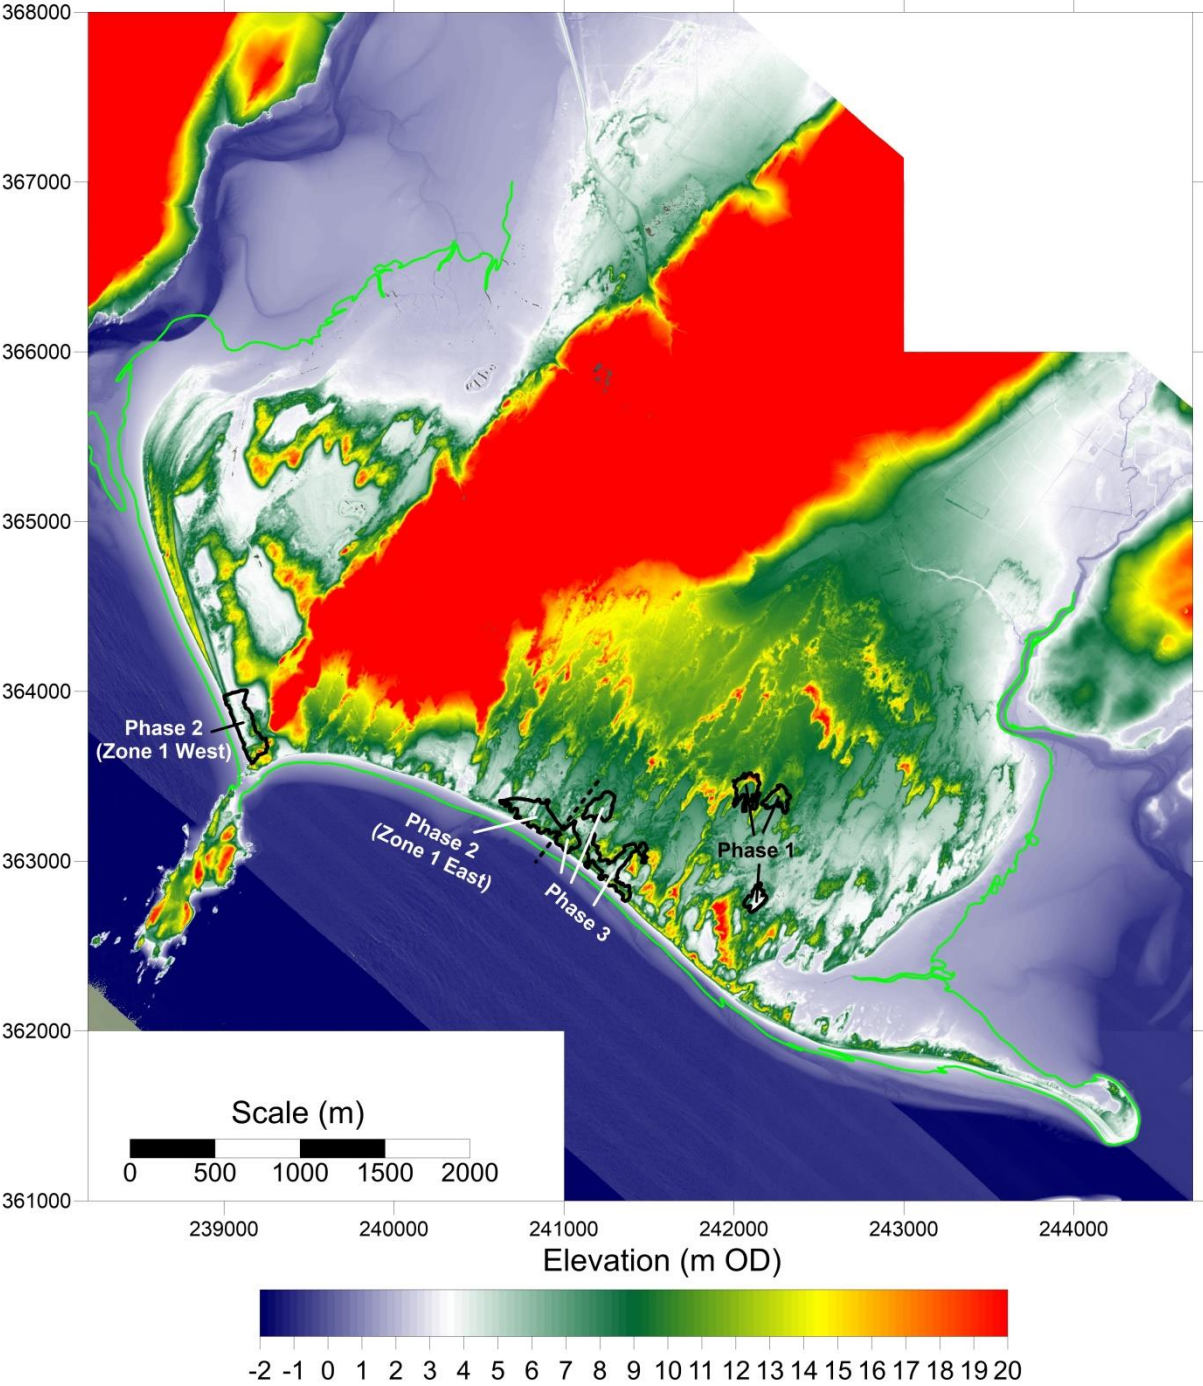 368000
367000
366000
365000
364000
363000
362000
361000
Phase 2
(Zone 1 West)
Phase 2
(Zone 1 East)
Phase 3
Phase 1
Scale (m)
0 500 1000 1500 2000
239000 240000 241000 242000 243000 244000
Elevation (m OD)
-2 -1 0 1 2 3 4 5 6 7 8 9 10 11 12 13 14 15 16 17 18 19 20